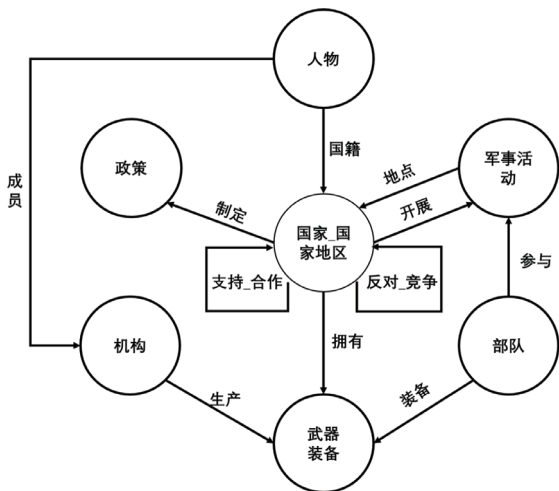 人物
国籍
成
员
政策
军事活
动
地点
制定
开展
国家_国
家地区
支持_合作
反对_竞争
参与
机构
拥有
部队
生产
装备
武器
装备